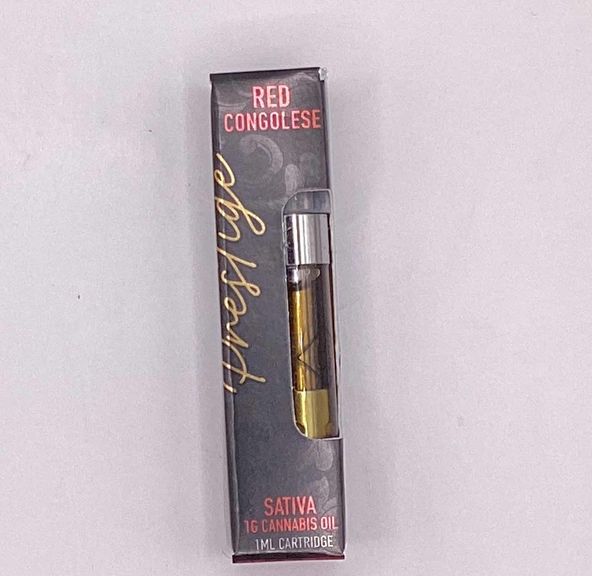 RED
CONGOLESE
Prestige
SATIVA
1G CANNABIS OIL
1ML CARTRIDGE